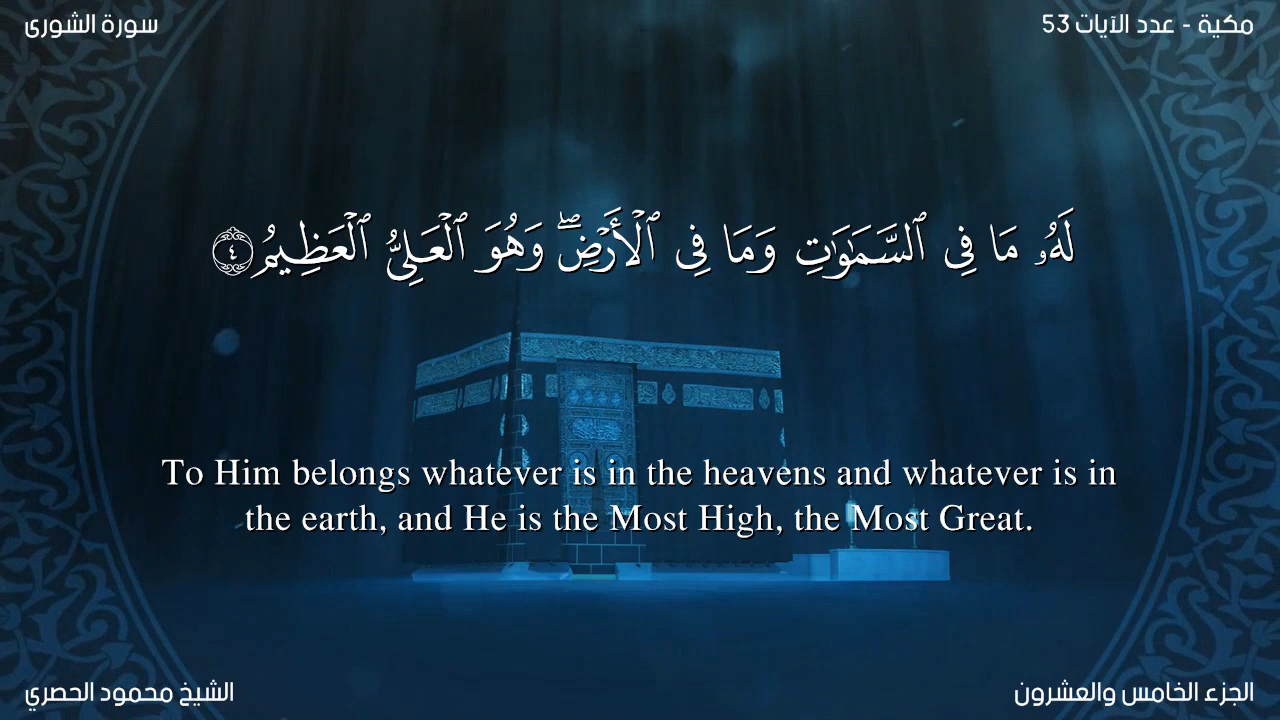 سورة الشورى
مكية - عدد الآيات 53
لَهُۥ مَا فِي ٱلسَّمَٰوَٰتِ وَمَا فِي ٱلْأَرْضِۖ وَهُوَ ٱلْعَلِيُّ ٱلْعَظِيمُ ٤
To Him belongs whatever is in the heavens and whatever is in
the earth, and He is the Most High, the Most Great.
الشيخ محمود الحصري
الجزء الخامس والعشرون